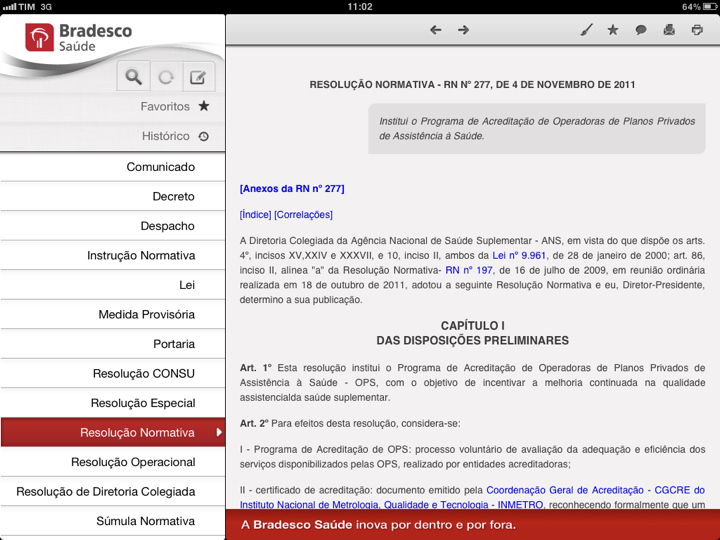 TIM 3G
11:02
64%
Bradesco
Saúde
Favoritos
Histórico
Comunicado
Decreto
Despacho
Instrução Normativa
Lei
Medida Provisória
Portaria
Resolução CONSU
Resolução Especial
Resolução Normativa
Resolução Operacional
Resolução de Diretoria Colegiada
Súmula Normativa
RESOLUÇÃO NORMATIVA - RN Nº 277, DE 4 DE NOVEMBRO DE 2011
Institui o Programa de Acreditação de Operadoras de Planos Privados
de Assistência à Saúde.
[Anexos da RN n° 277]
[Índice] [Correlações]
A Diretoria Colegiada da Agência Nacional de Saúde Suplementar - ANS, em vista do que dispõe os arts.
4º, incisos XV,XXIV e XXXVII, e 10, inciso II, ambos da Lei nº 9.961, de 28 de janeiro de 2000; art. 86,
inciso II, alínea "a" da Resolução Normativa- RN n° 197, de 16 de julho de 2009, em reunião ordinária
realizada em 18 de outubro de 2011, adotou a seguinte Resolução Normativa e eu, Diretor-Presidente,
determino a sua publicação.
CAPÍTULO I
DAS DISPOSIÇÕES PRELIMINARES
Art. 1º Esta resolução institui o Programa de Acreditação de Operadoras de Planos Privados de
Assistência à Saúde - OPS, com o objetivo de incentivar a melhoria continuada na qualidade
assistencialda saúde suplementar.
Art. 2º Para efeitos desta resolução, considera-se:
I - Programa de Acreditação de OPS: processo voluntário de avaliação da adequação e eficiência dos
serviços disponibilizados pelas OPS, realizado por entidades acreditadoras;
II - certificado de acreditação: documento emitido pela Coordenação Geral de Acreditação - CGCRE do
Instituto Nacional de Metrologia, Qualidade e Tecnologia - INMETRO, reconhecendo formalmente que um
A Bradesco Saúde inova por dentro e por fora.